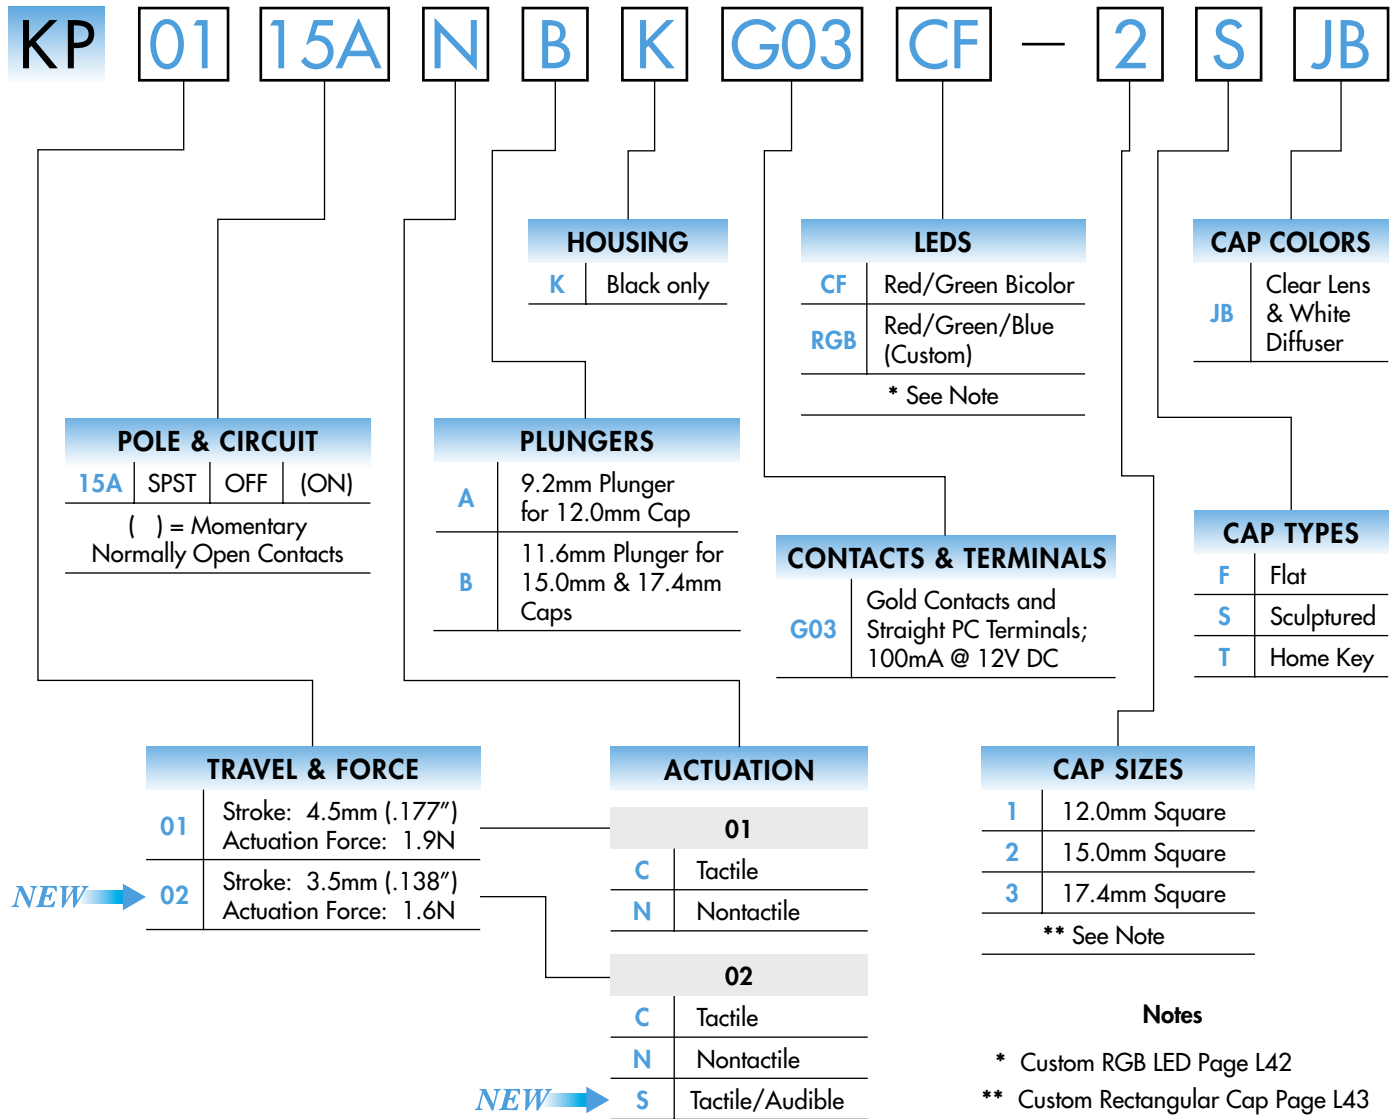 KP 01 15A N B K G03 CF — 2 S JB
HOUSING
K Black only
LEDS
CF Red/Green Bicolor
RGB Red/Green/Blue
(Custom)
* See Note
CAP COLORS
JB Clear Lens
& White
Diffuser
POLE & CIRCUIT
15A SPST OFF (ON)
( ) = Momentary
Normally Open Contacts
PLUNGERS
A 9.2mm Plunger
for 12.0mm Cap
B 11.6mm Plunger for
15.0mm & 17.4mm
Caps
CONTACTS & TERMINALS
G03 Gold Contacts and
Straight PC Terminals;
100mA @ 12V DC
CAP TYPES
F Flat
S Sculptured
T Home Key
TRAVEL & FORCE
01 Stroke: 4.5mm (.177″)
Actuation Force: 1.9N
NEW 02 Stroke: 3.5mm (.138″)
Actuation Force: 1.6N
ACTUATION
01
C Tactile
N Nontactile
02
C Tactile
N Nontactile
NEW S Tactile/Audible
CAP SIZES
1 12.0mm Square
2 15.0mm Square
3 17.4mm Square
** See Note
Notes
* Custom RGB LED Page L42
** Custom Rectangular Cap Page L43